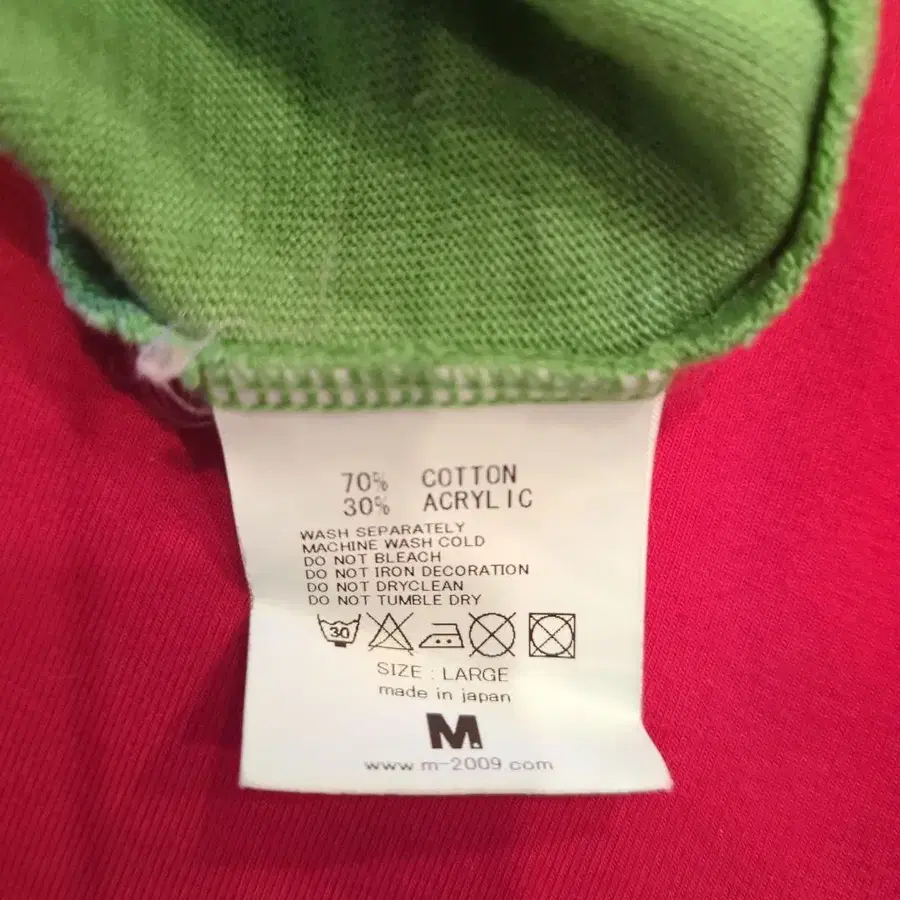 70% COTTON
30% ACRYLIC
WASH SEPARATELY
MACHINE WASH COLD
DO NOT BLEACH
DO NOT IRON DECORATION
DO NOT DRYCLEAN
DO NOT TUMBLE DRY
30
SIZE : LARGE
made in japan
M.
www.m-2009.com